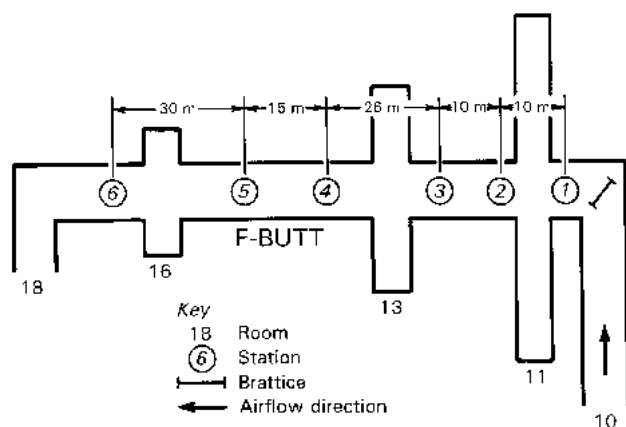 30 m 15 m 26 m 10 m 10 m
6 5 4 3 2 1
F-BUTT
16
18
13
11
10
Key
18 Room
6 Station
Brattice
Airflow direction